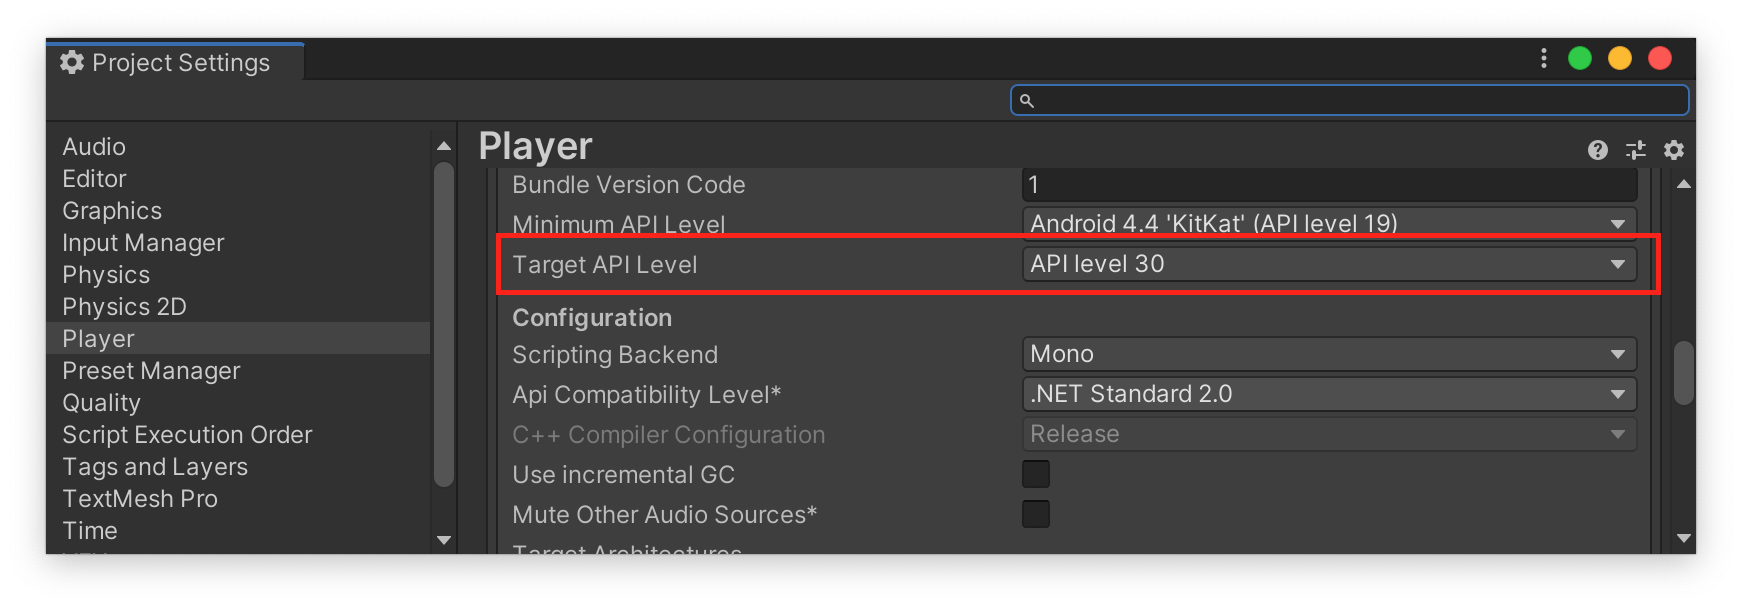 Project Settings
Audio
Editor
Graphics
Input Manager
Physics
Physics 2D
Player
Preset Manager
Quality
Script Execution Order
Tags and Layers
TextMesh Pro
Time
Player
Bundle Version Code 1
Minimum API Level Android 4.4 'KitKat' (API level 19)
Target API Level API level 30
Configuration
Scripting Backend Mono
Api Compatibility Level* .NET Standard 2.0
C++ Compiler Configuration Release
Use incremental GC
Mute Other Audio Sources*
Target Architectures